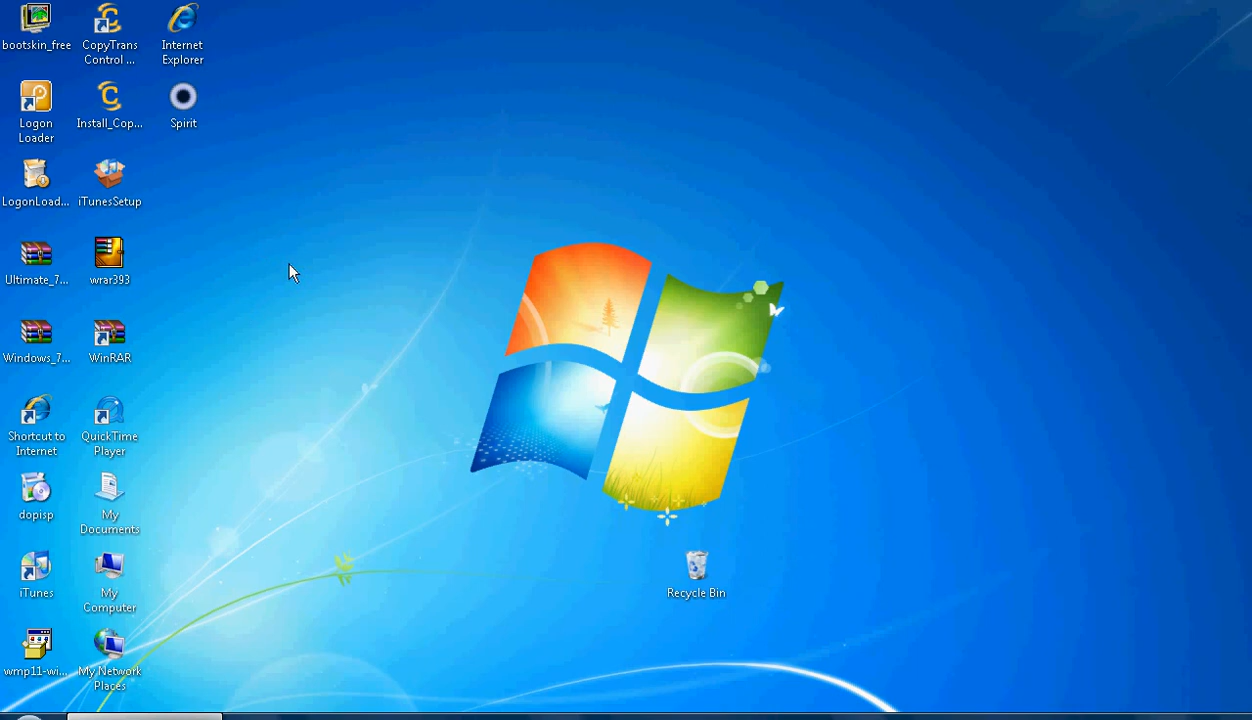 bootskin_free
CopyTrans
Control ...
Internet
Explorer
Logon
Loader
Install_Cop...
Spirit
LogonLoad...
iTunesSetup
Ultimate_7...
wrar393
Windows_7...
WinRAR
Shortcut to
Internet
QuickTime
Player
dopisp
My
Documents
iTunes
My
Computer
Recycle Bin
wmp11-wi...
My Network
Places